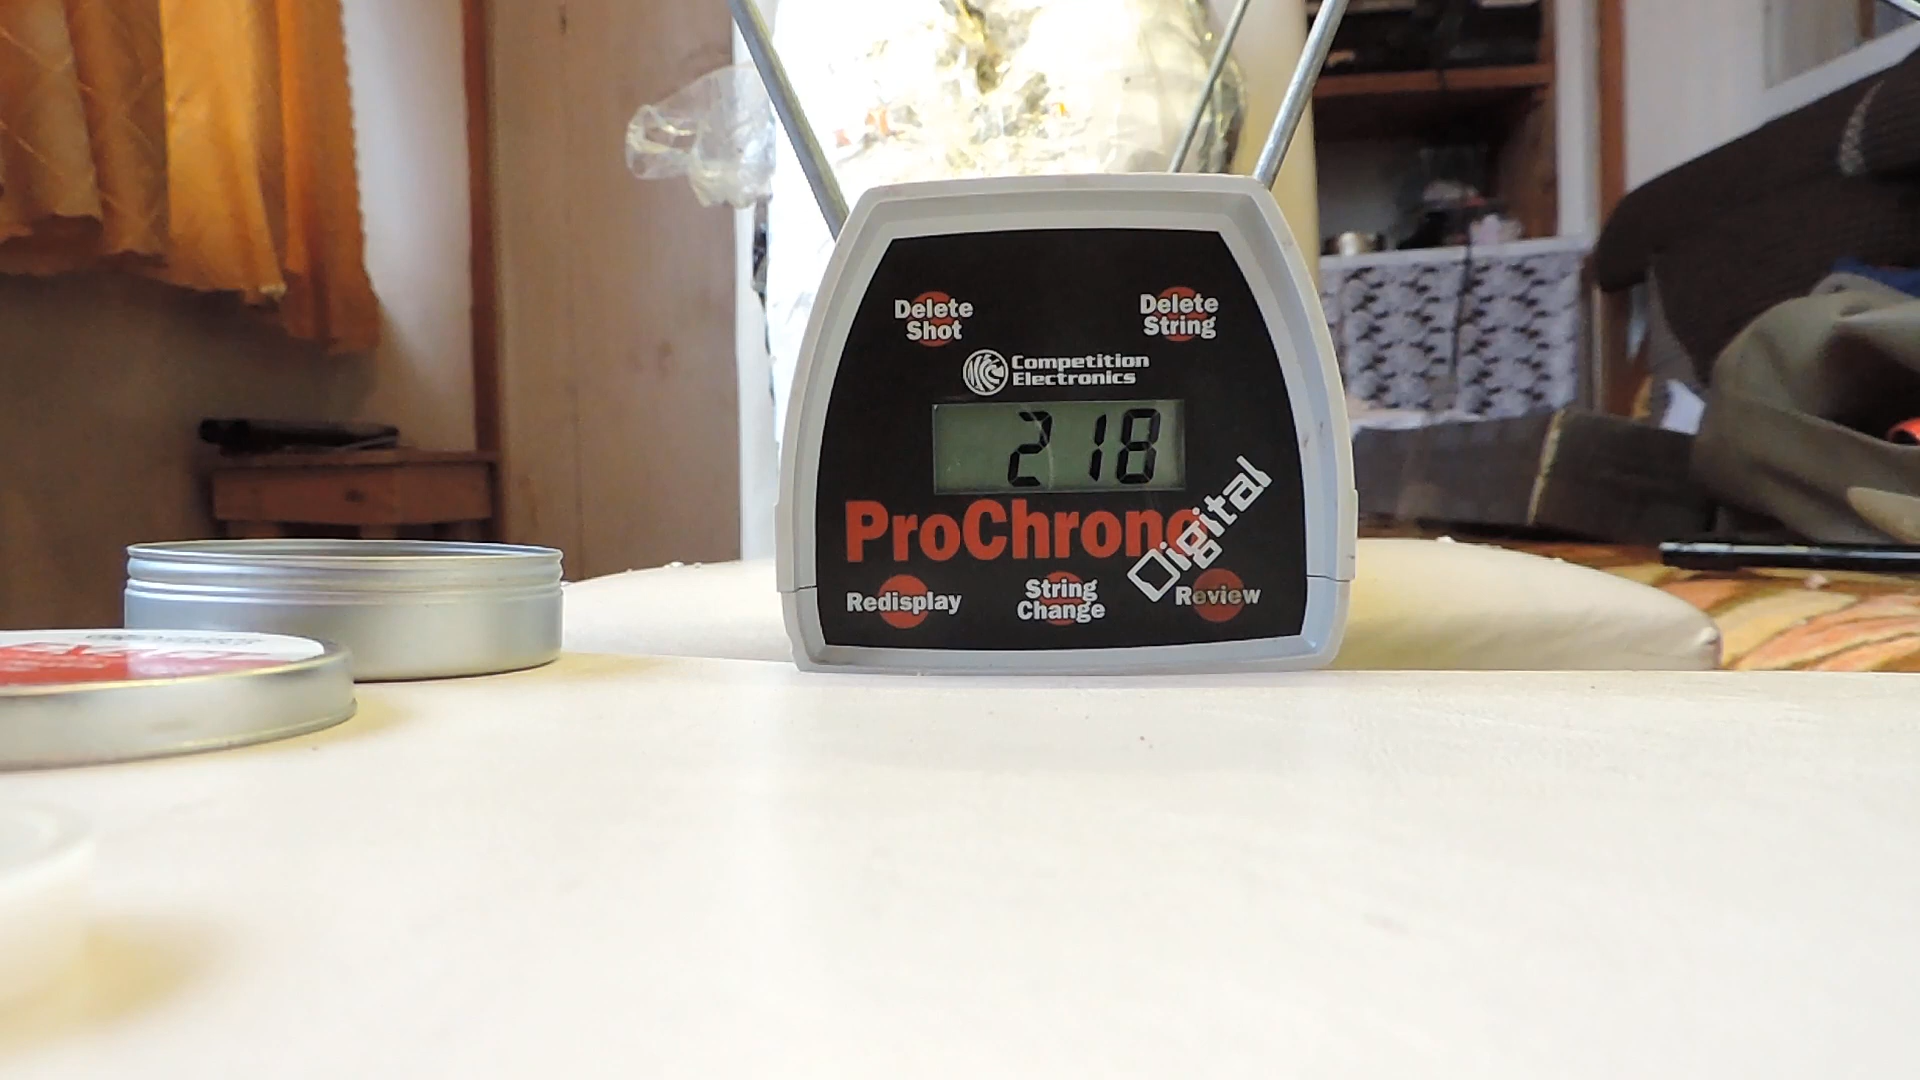 Delete
Shot
Delete
String
Competition
Electronics
218
ProChrono
Digital
Redisplay
String
Change
Review